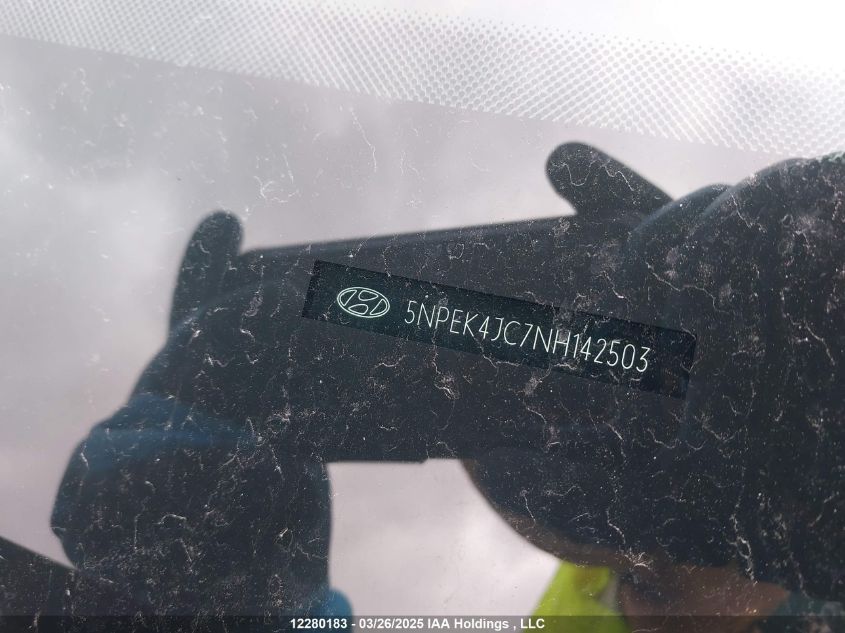 5NPEK4JC7NH142503
12280183 - 03/26/2025 IAA Holdings , LLC